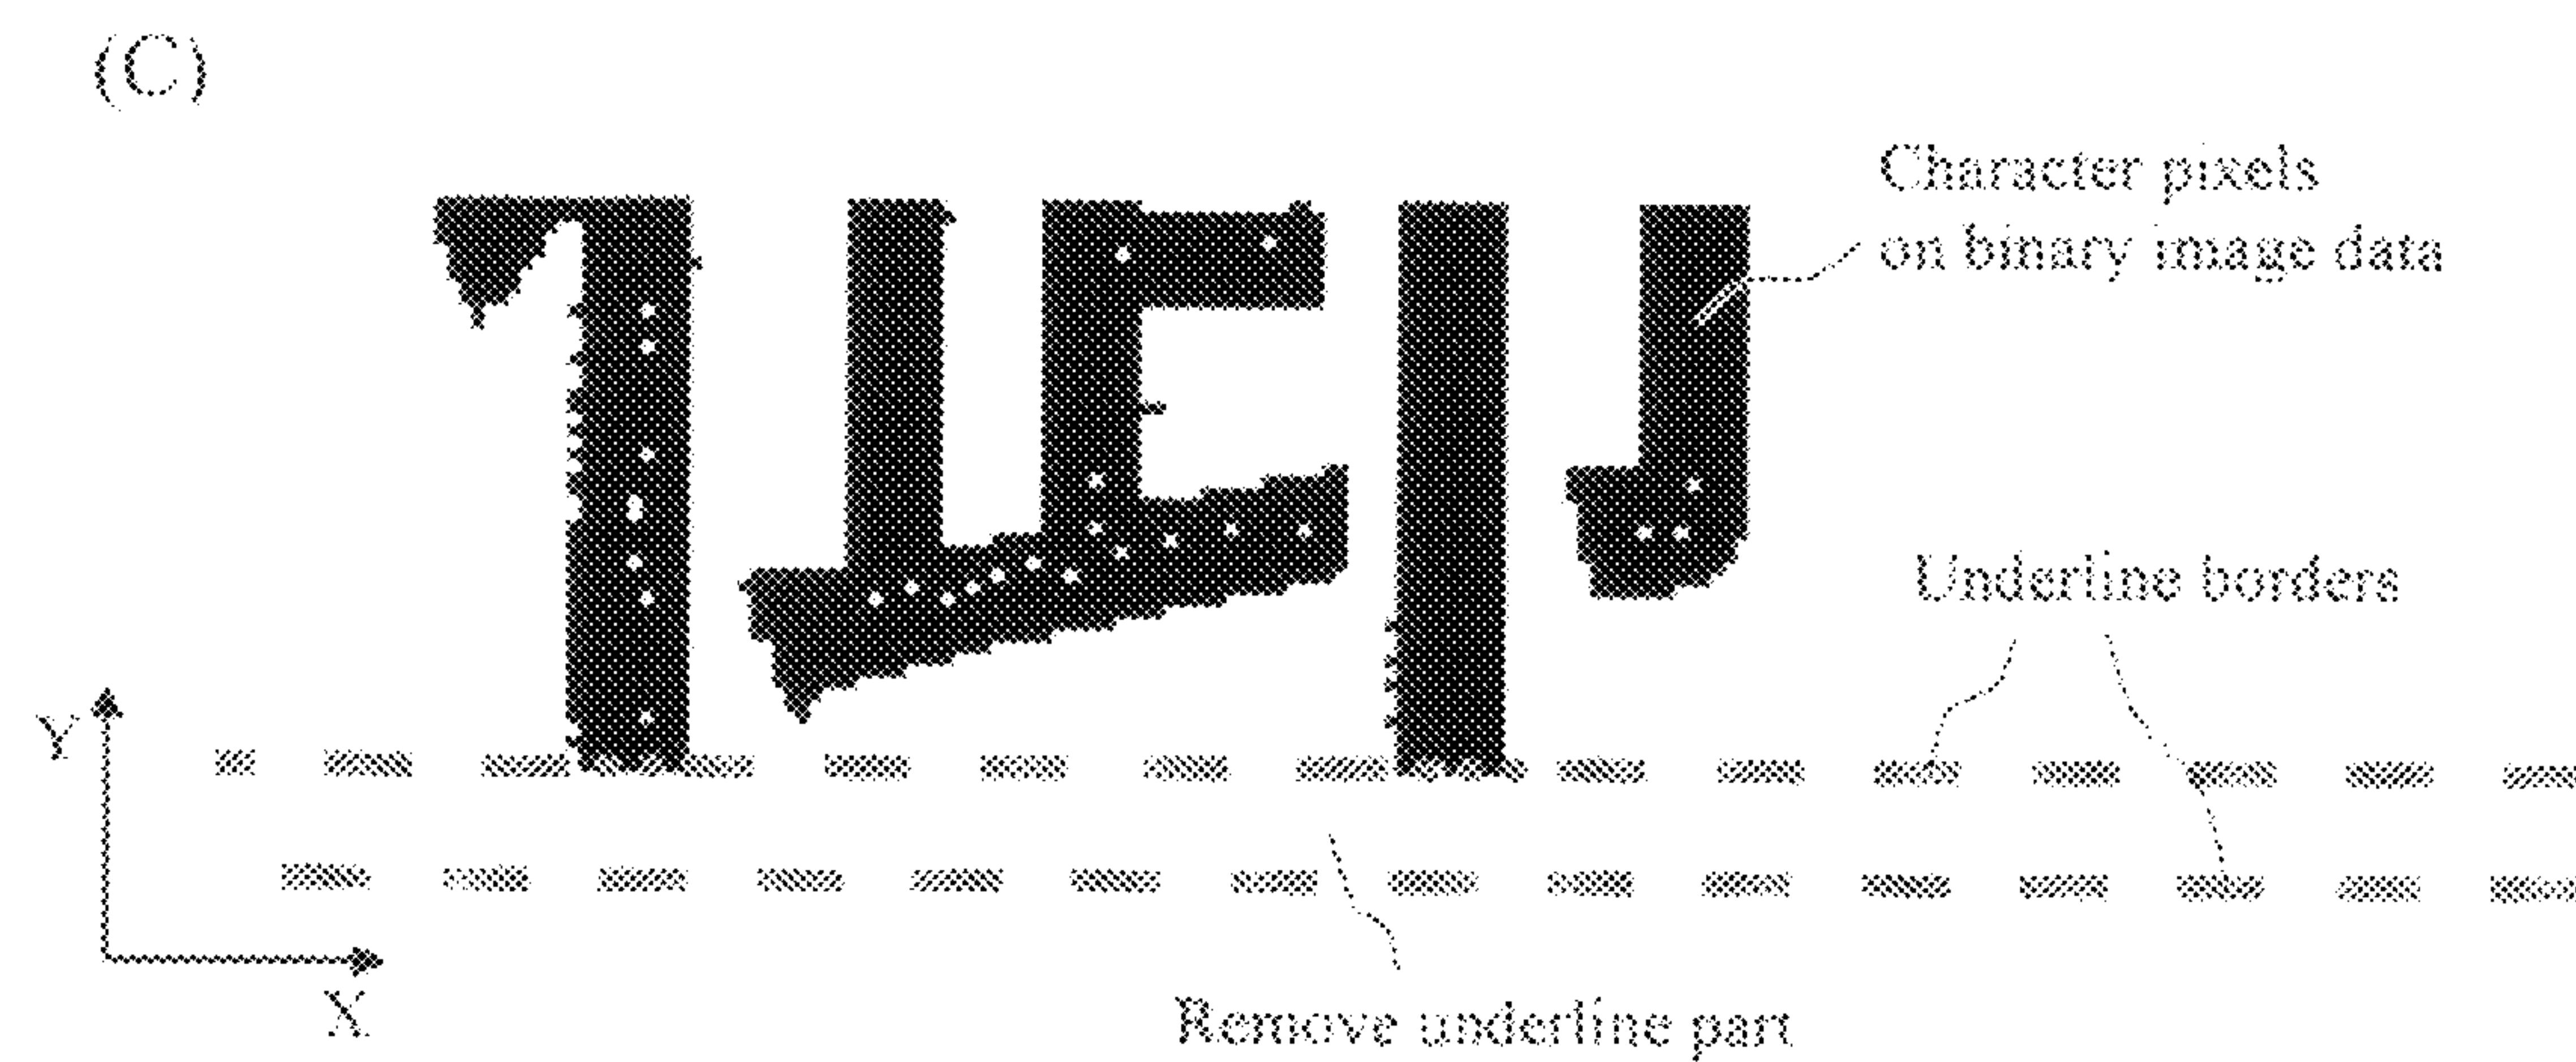 (C)
Character pixels
on binary image data
Underline borders
Y
X
Remove underline part